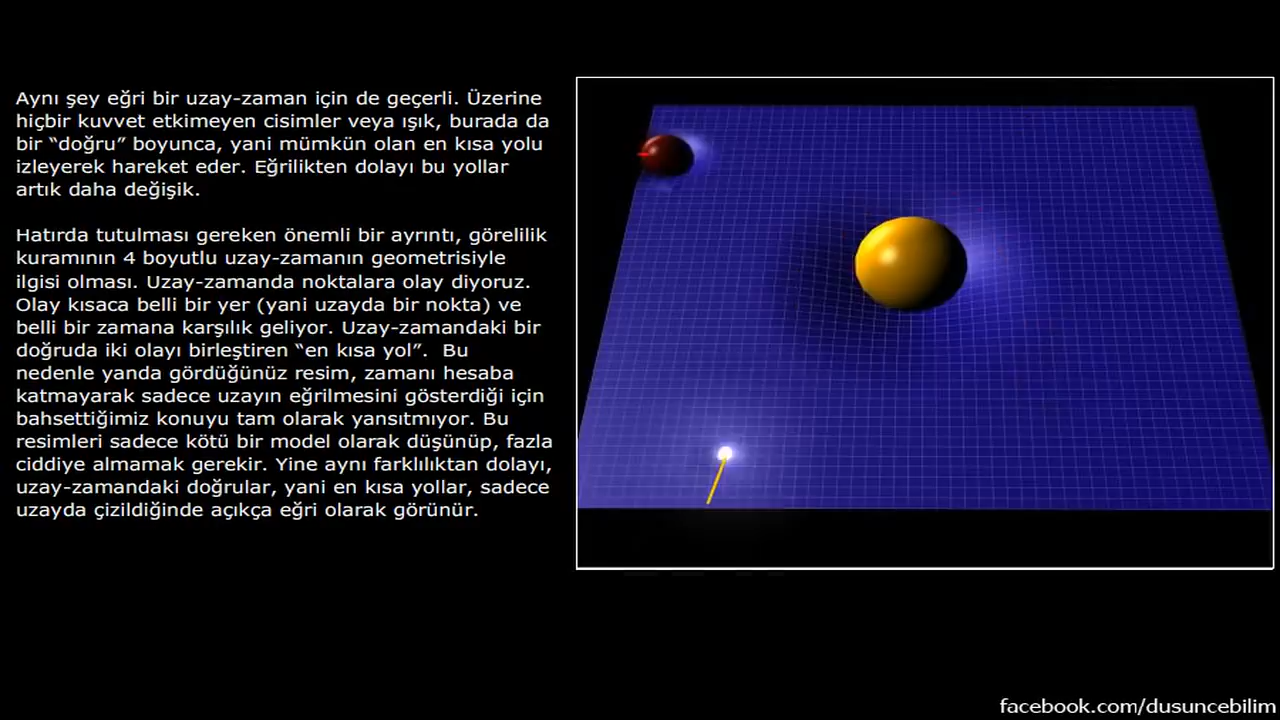 Aynı şey eğri bir uzay-zaman için de geçerli. Üzerine
hiçbir kuvvet etkimeyen cisimler veya ışık, burada da
bir “doğru” boyunca, yani mümkün olan en kısa yolu
izleyerek hareket eder. Eğrilikten dolayı bu yollar
artık daha değişik.
Hatırda tutulması gereken önemli bir ayrıntı, görelilik
kuramının 4 boyutlu uzay-zamanın geometrisiyle
ilgisi olması. Uzay-zamanda noktalara olay diyoruz.
Olay kısaca belli bir yer (yani uzayda bir nokta) ve
belli bir zamana karşılık geliyor. Uzay-zamandaki bir
doğruda iki olayı birleştiren “en kısa yol”. Bu
nedenle yanda gördüğünüz resim, zamanı hesaba
katmayarak sadece uzayın eğrilmesini gösterdiği için
bahsettiğimiz konuyu tam olarak yansıtmıyor. Bu
resimleri sadece kötü bir model olarak düşünüp, fazla
ciddiye almamak gerekir. Yine aynı farklılıktan dolayı,
uzay-zamandaki doğrular, yani en kısa yollar, sadece
uzayda çizildiğinde açıkça eğri olarak görünür.
facebook.com/dusuncebilim